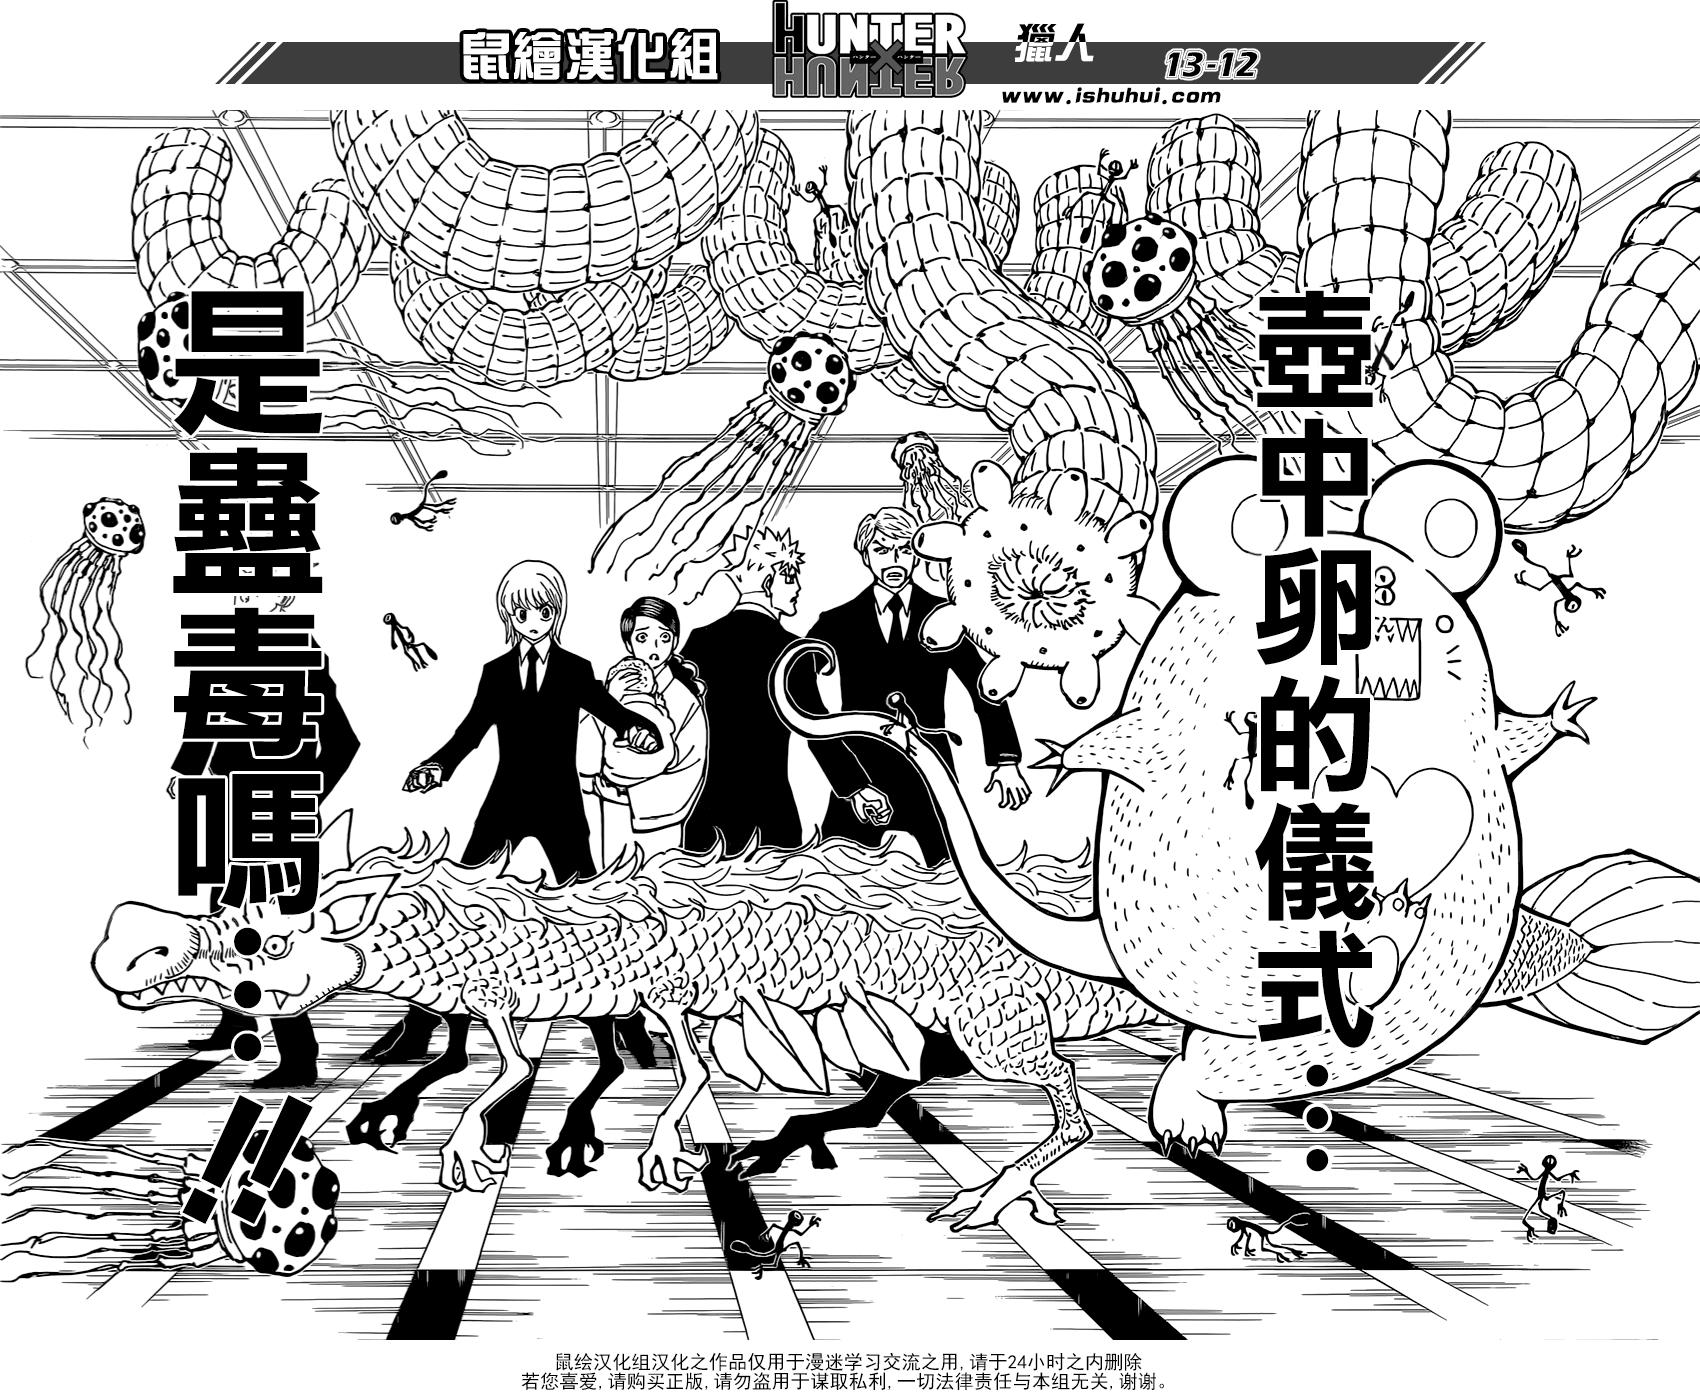 鼠繪漢化組
HUNTER
×
ハンター ハンター
HUNTER
獵人
13-12
www.ishuhui.com
壺中卵的儀式……
是蠱毒嗎……!!
鼠绘汉化组汉化之作品仅用于漫迷学习交流之用,请于24小时之内删除
若您喜爱,请购买正版,请勿盗用于谋取私利,一切法律责任与本组无关,谢谢。